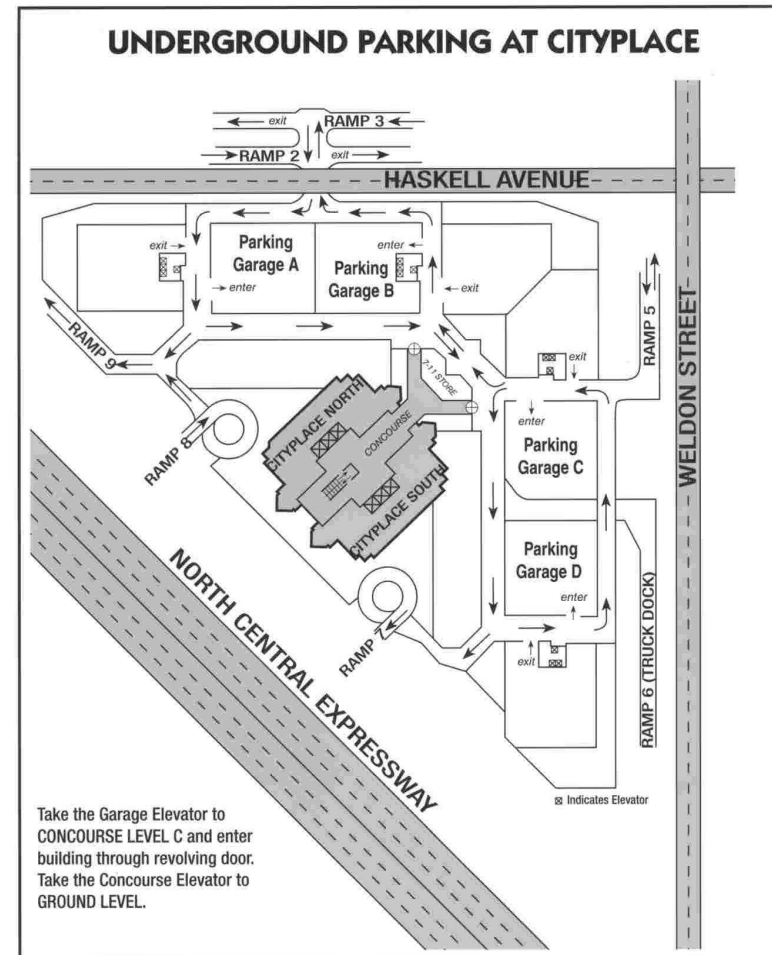 UNDERGROUND PARKING AT CITYPLACE
exit
RAMP 3
RAMP 2
exit
HASKELL AVENUE
exit
Parking
Garage A
enter
Parking
Garage B
enter
exit
RAMP 9
RAMP 8
7-11 STORE
CITYPLACE NORTH
CONCOURSE
CITYPLACE SOUTH
exit
RAMP 5
WELDON STREET
enter
Parking
Garage C
Parking
Garage D
enter
exit
RAMP
RAMP 6 (TRUCK DOCK)
NORTH CENTRAL EXPRESSWAY
Indicates Elevator
Take the Garage Elevator to
CONCOURSE LEVEL C and enter
building through revolving door.
Take the Concourse Elevator to
GROUND LEVEL.